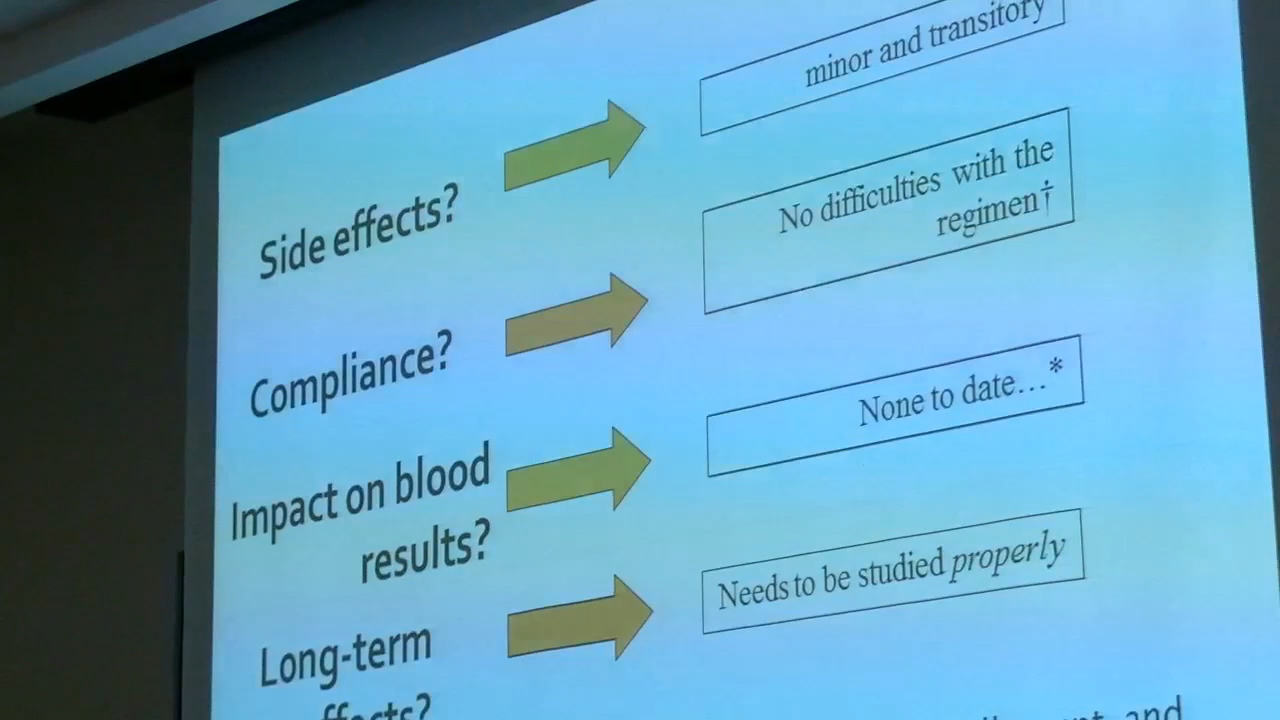 minor and transitory
Side effects?
No difficulties with the
regimen†
Compliance?
None to date...*
Impact on blood
results?
Needs to be studied properly
Long-term
and